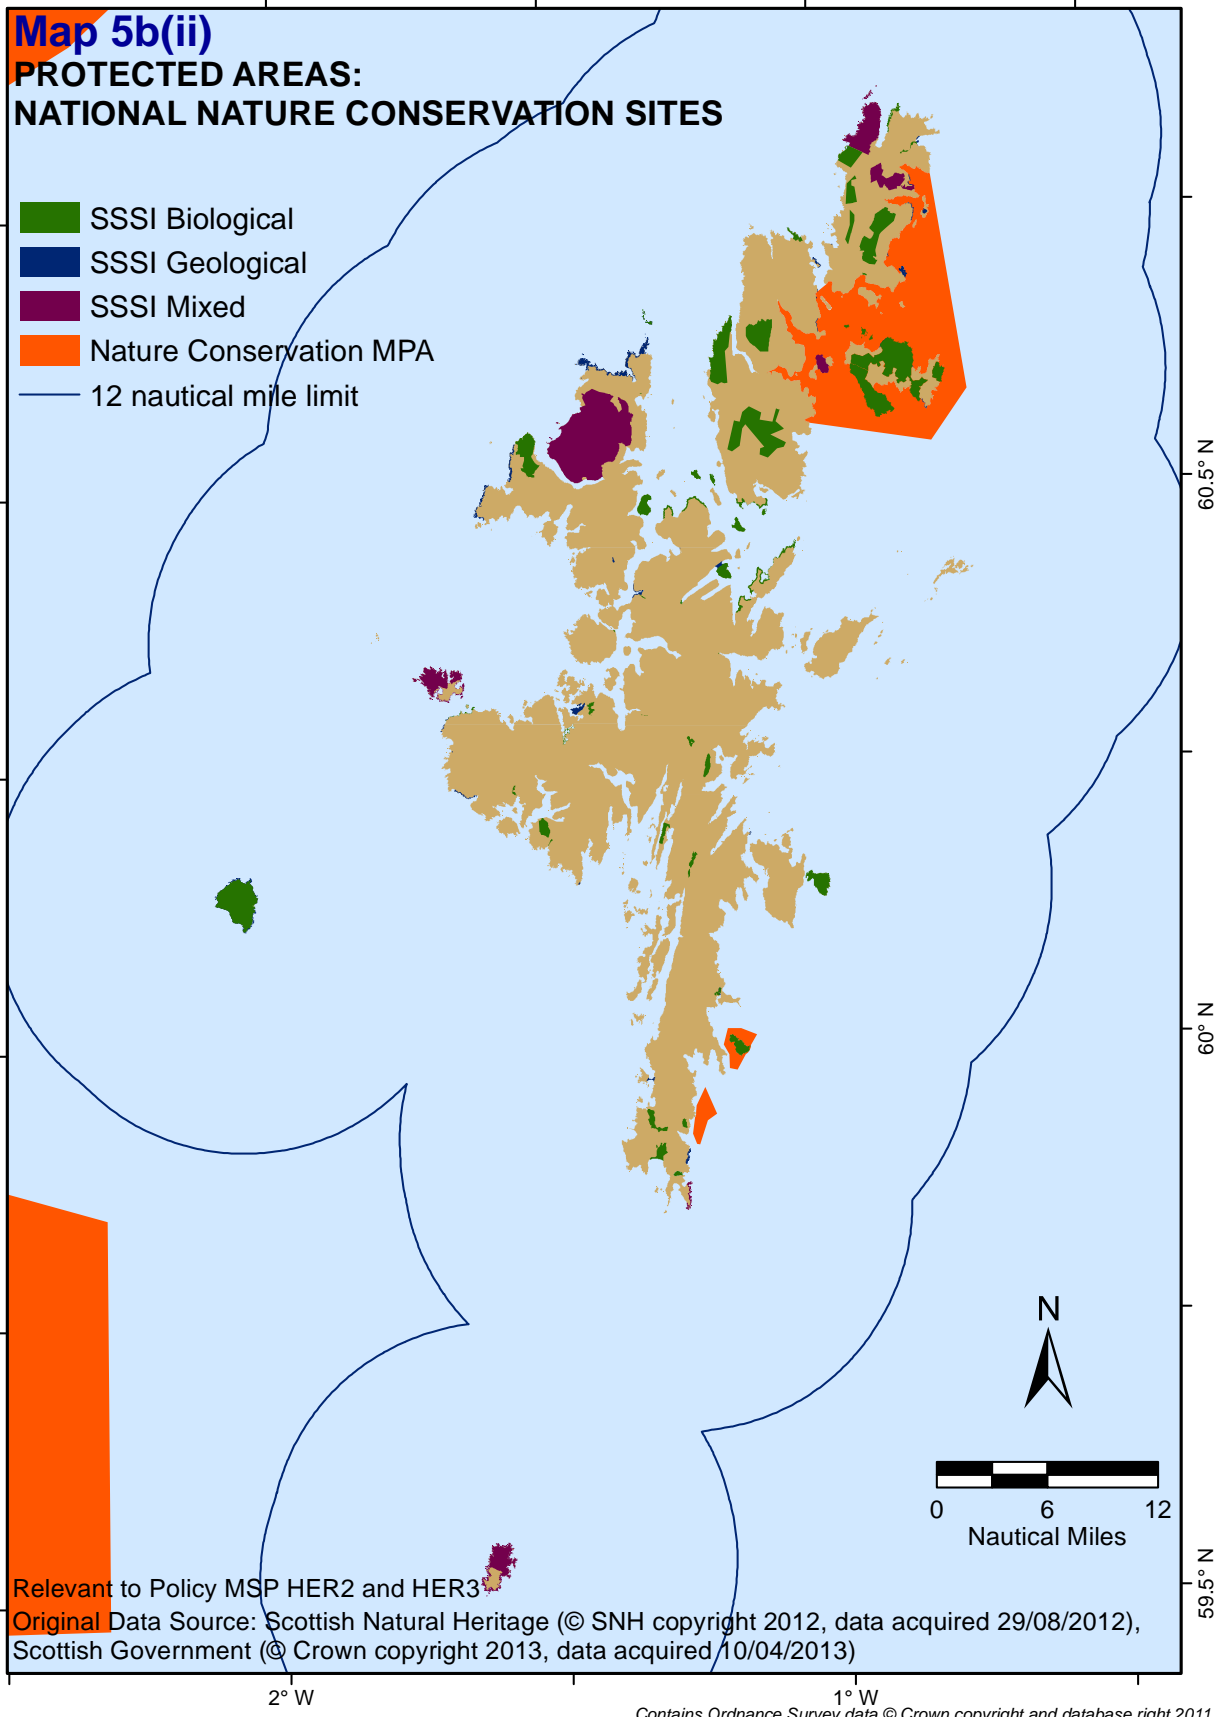 Map 5b(ii)
PROTECTED AREAS:
NATIONAL NATURE CONSERVATION SITES
SSSI Biological
SSSI Geological
SSSI Mixed
Nature Conservation MPA
12 nautical mile limit
60.5° N
60° N
N
0 6 12
Nautical Miles
59.5° N
Relevant to Policy MSP HER2 and HER3
Original Data Source: Scottish Natural Heritage (© SNH copyright 2012, data acquired 29/08/2012),
Scottish Government (© Crown copyright 2013, data acquired 10/04/2013)
2° W 1° W
Contains Ordnance Survey data © Crown copyright and database right 2011